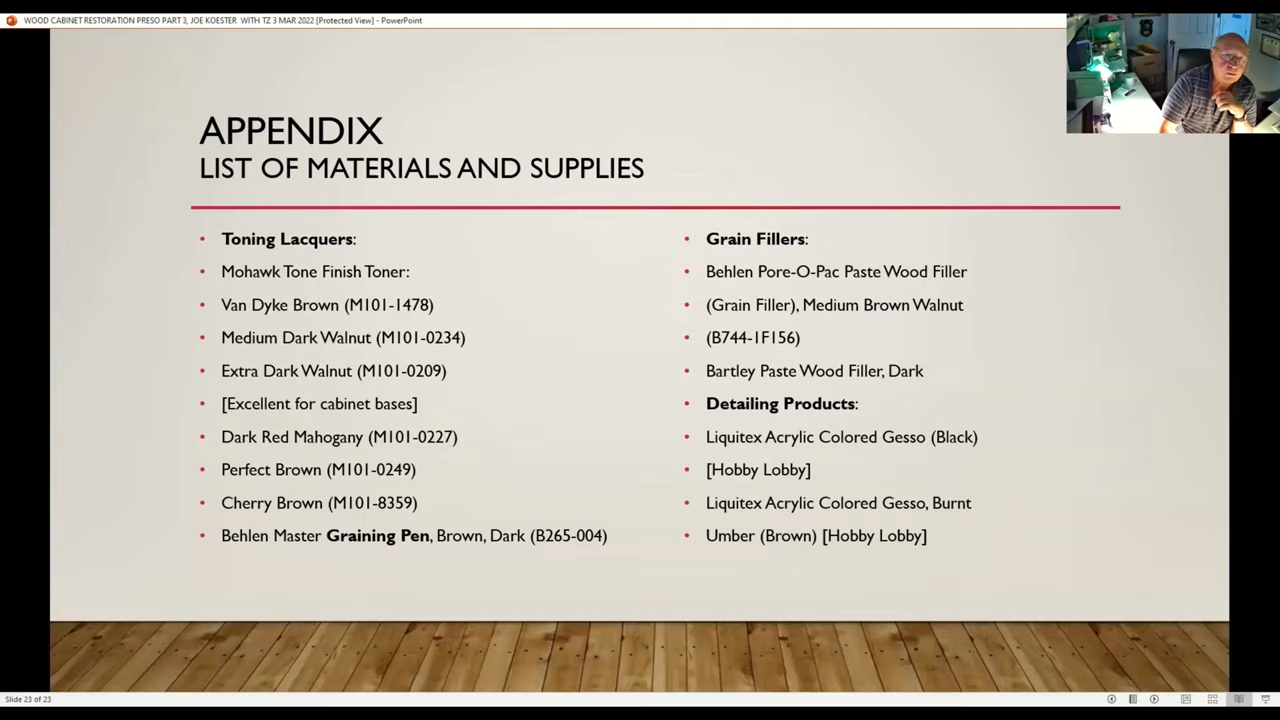 WOOD CABINET RESTORATION PRESO PART 3, JOE KOESTER  WITH TZ 3 MAR 2022 [Protected View] - PowerPoint
APPENDIX
LIST OF MATERIALS AND SUPPLIES
• Toning Lacquers:
• Mohawk Tone Finish Toner:
• Van Dyke Brown (M101-1478)
• Medium Dark Walnut (M101-0234)
• Extra Dark Walnut (M101-0209)
• [Excellent for cabinet bases]
• Dark Red Mahogany (M101-0227)
• Perfect Brown (M101-0249)
• Cherry Brown (M101-8359)
• Behlen Master Graining Pen, Brown, Dark (B265-004)
• Grain Fillers:
• Behlen Pore-O-Pac Paste Wood Filler
• (Grain Filler), Medium Brown Walnut
• (B744-1F156)
• Bartley Paste Wood Filler, Dark
• Detailing Products:
• Liquitex Acrylic Colored Gesso (Black)
• [Hobby Lobby]
• Liquitex Acrylic Colored Gesso, Burnt
• Umber (Brown) [Hobby Lobby]
Slide 23 of 23